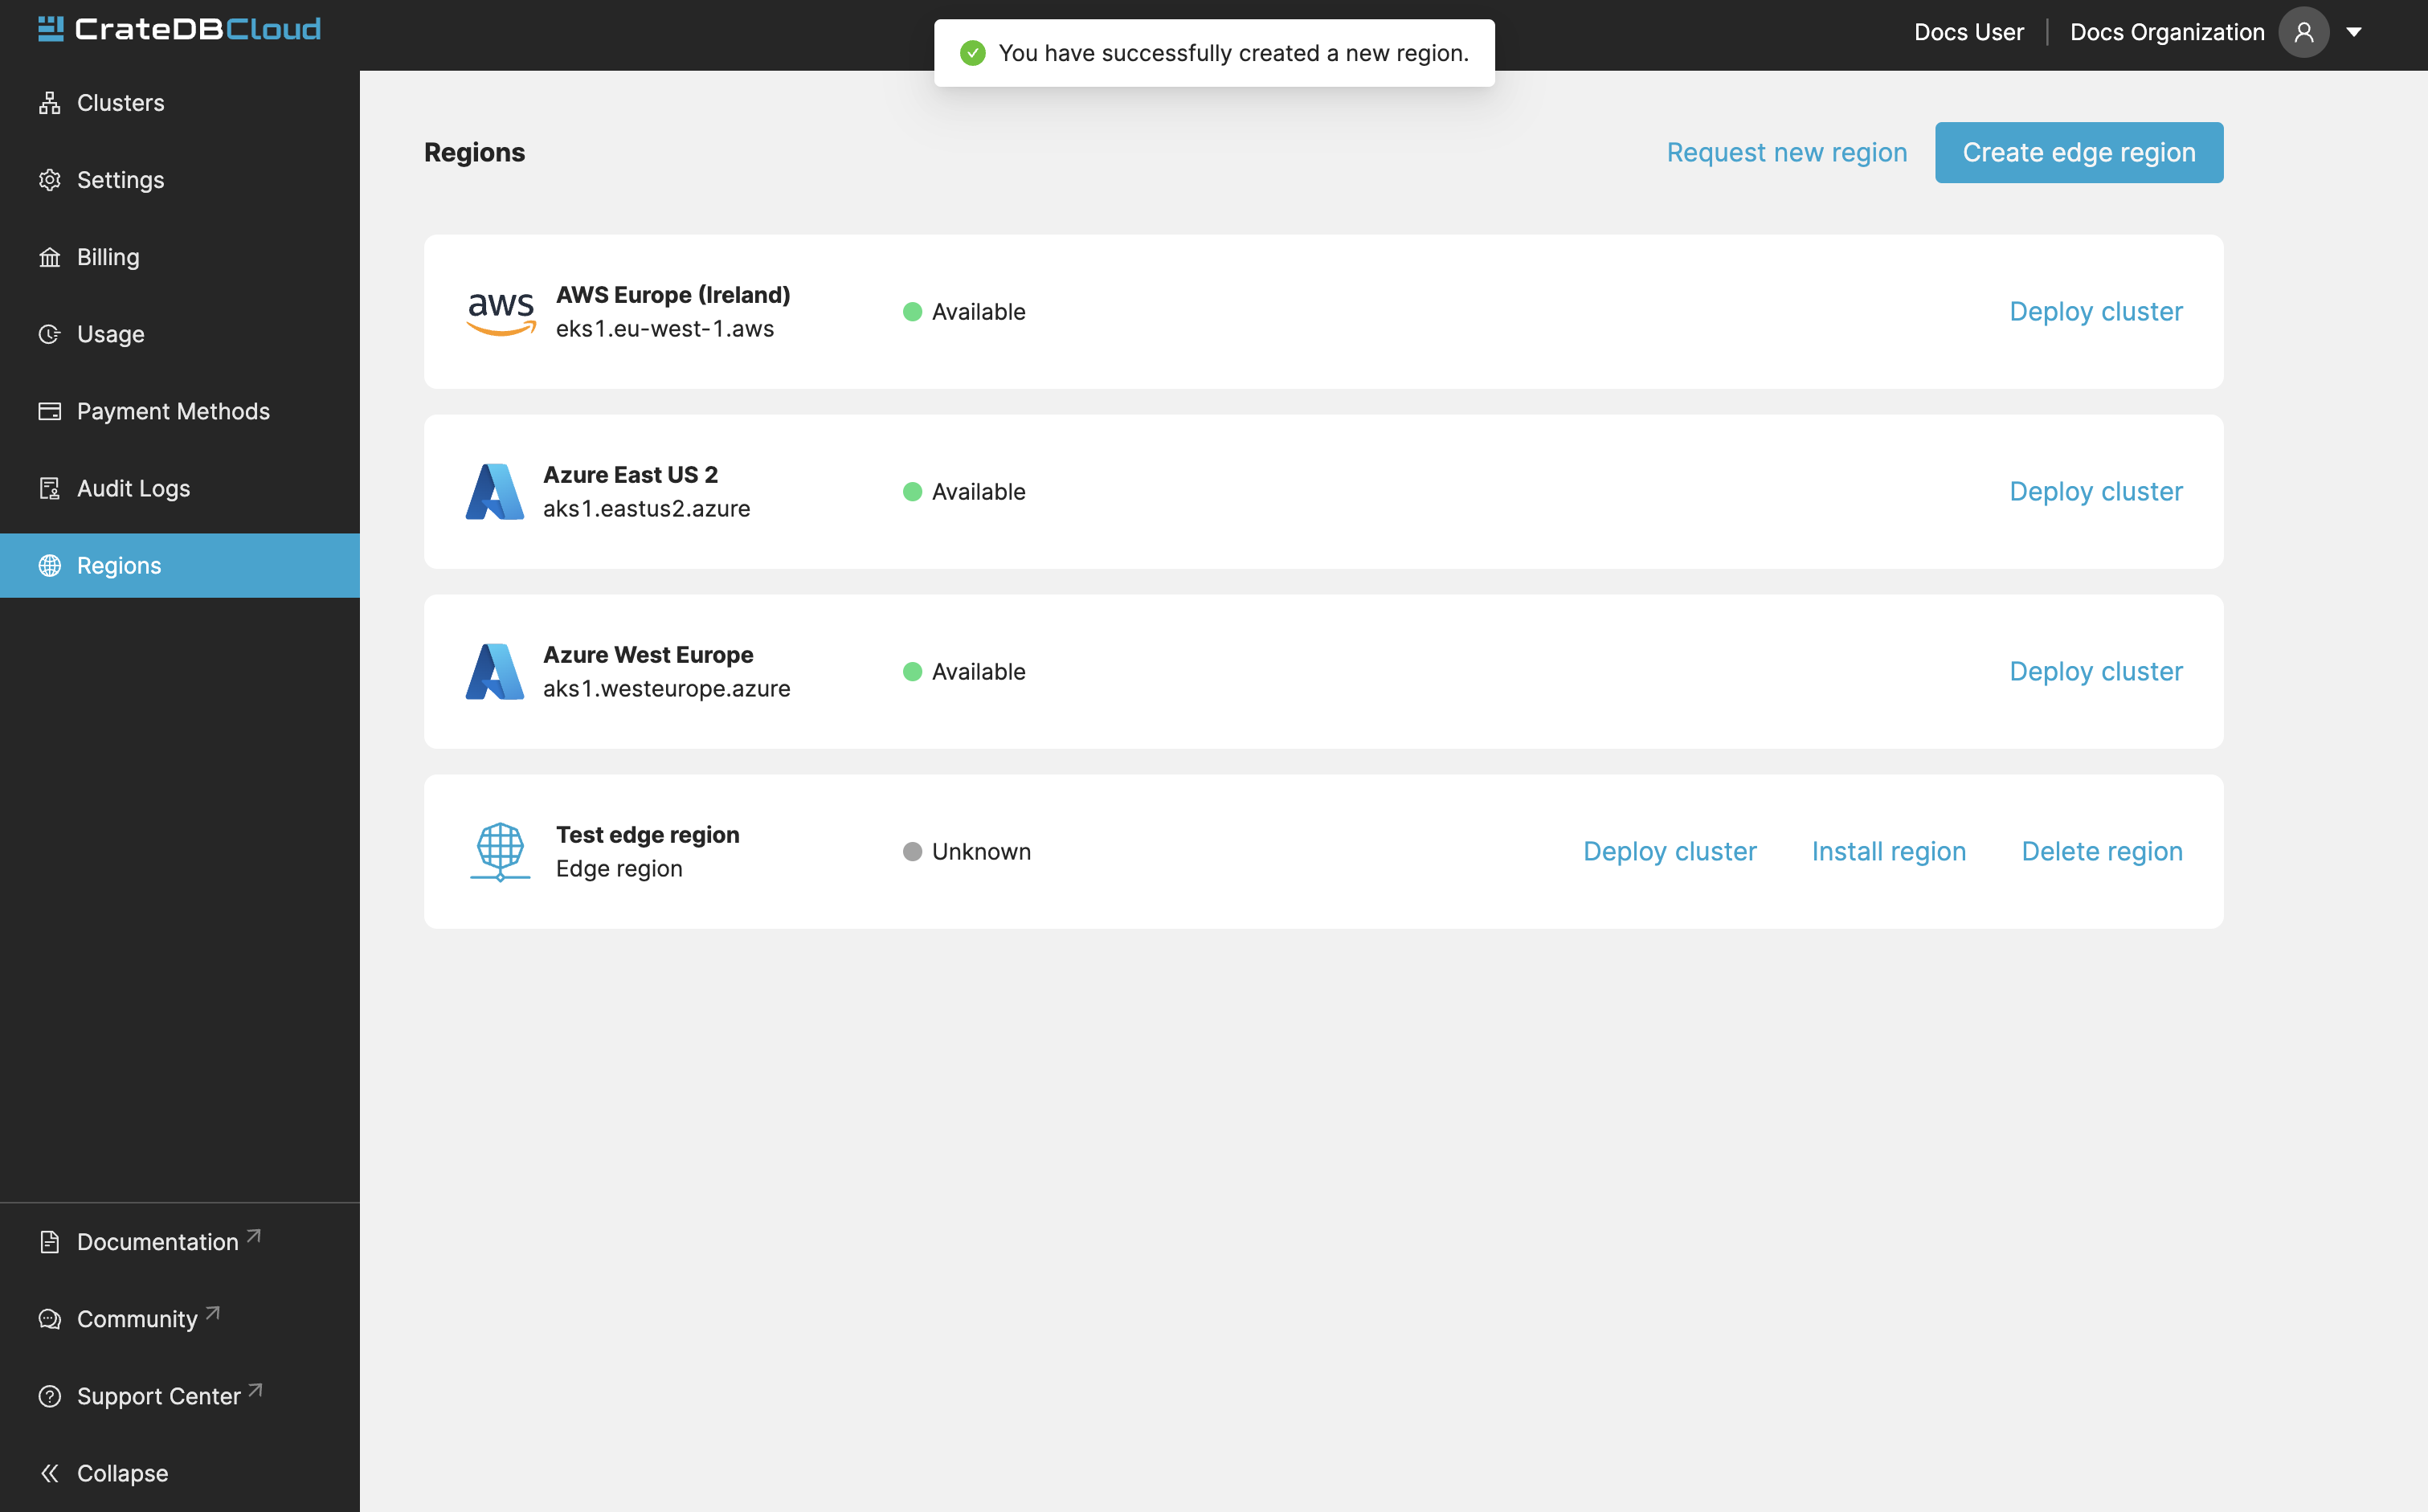 CrateDBCloud
You have successfully created a new region.
Docs User
Docs Organization
Clusters
Settings
Billing
Usage
Payment Methods
Audit Logs
Regions
Documentation
Community
Support Center
Collapse
Regions
Request new region
Create edge region
aws
AWS Europe (Ireland)
eks1.eu-west-1.aws
Available
Deploy cluster
Azure East US 2
aks1.eastus2.azure
Available
Deploy cluster
Azure West Europe
aks1.westeurope.azure
Available
Deploy cluster
Test edge region
Edge region
Unknown
Deploy cluster
Install region
Delete region